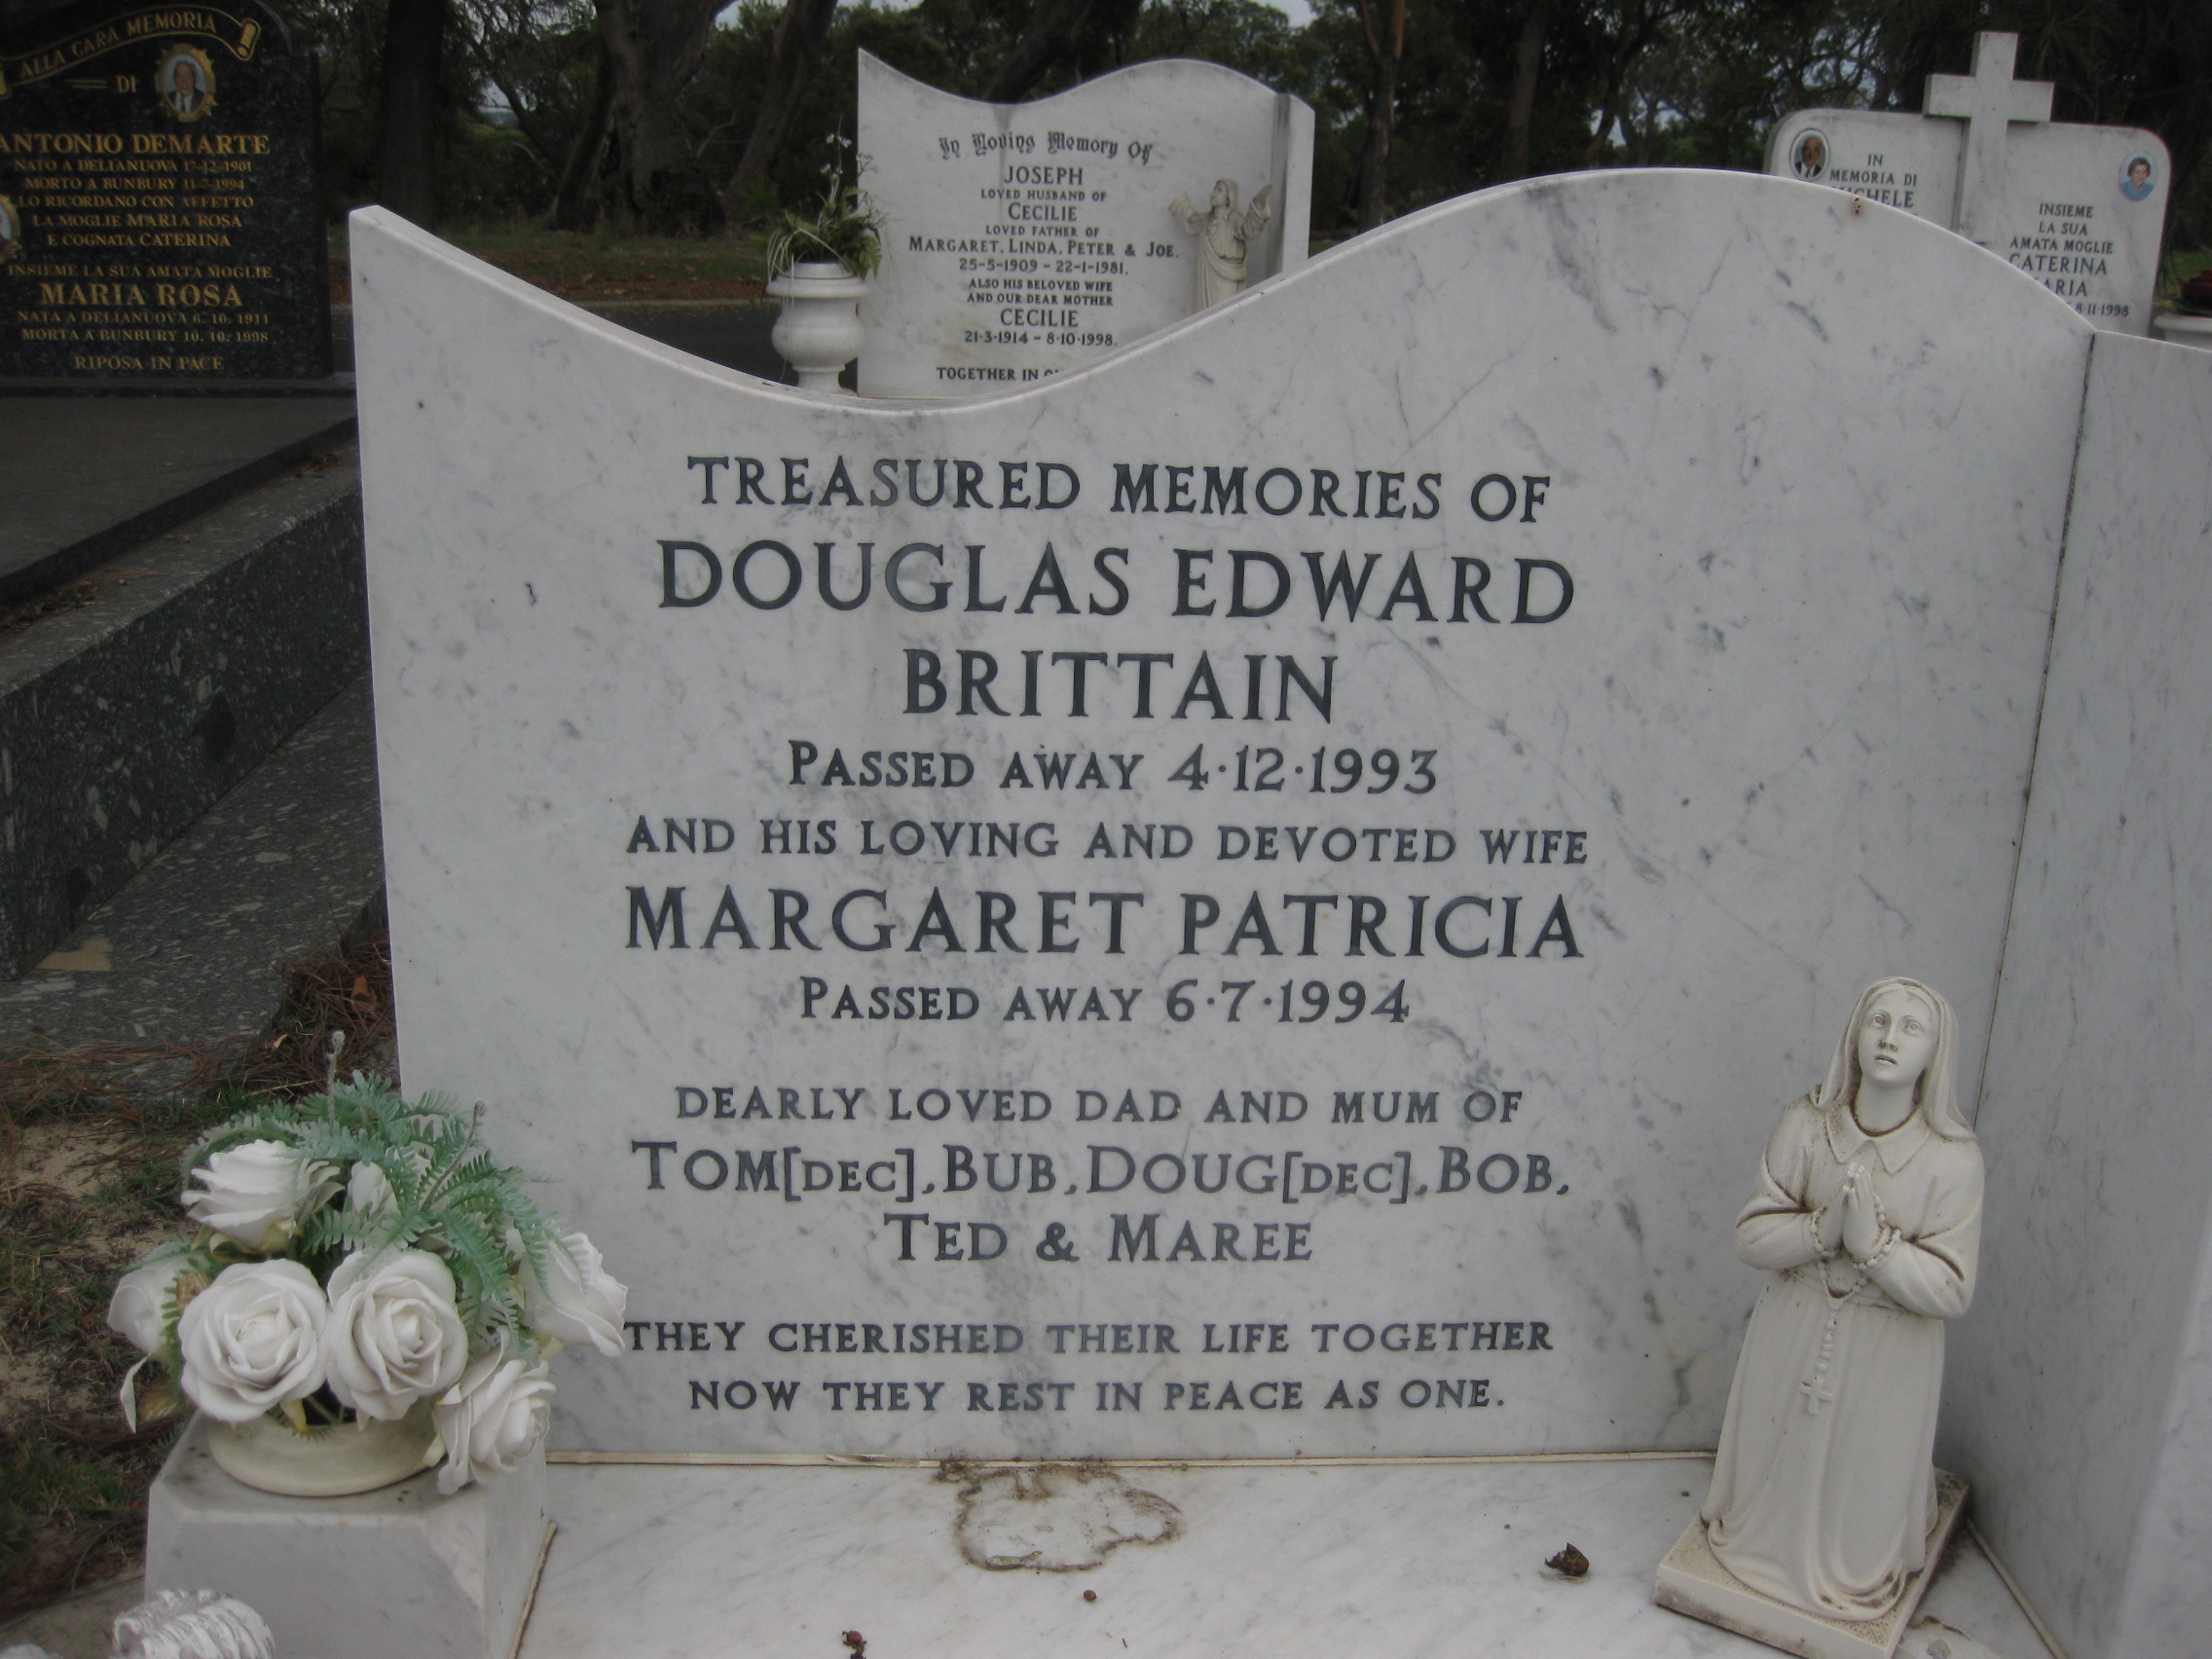 ALLA CARA MEMORIA
DI
ANTONIO DEMARTE
NATO A DELIANUOVA 17-12-1901
MORTO A BUNBURY 11-7-1994
LO RICORDANO CON AFFETTO
LA MOGLIE MARIA ROSA
E COGNATA CATERINA
INSIEME LA SUA AMATA MOGLIE
MARIA ROSA
NATA A DELIANUOVA 6.10.1911
MORTA A BUNBURY 10.10.1998
RIPOSA IN PACE
In Loving Memory Of
JOSEPH
LOVED HUSBAND OF
CECILIE
LOVED FATHER OF
MARGARET, LINDA, PETER & JOE.
25-5-1909 - 22-1-1981.
ALSO HIS BELOVED WIFE
AND OUR DEAR MOTHER
CECILIE
21·3·1914 - 8·10·1998.
TOGETHER IN
IN
MEMORIA DI
INSIEME
LA SUA
AMATA MOGLIE
CATERINA
8·11·1998
TREASURED MEMORIES OF
DOUGLAS EDWARD
BRITTAIN
PASSED AWAY 4·12·1993
AND HIS LOVING AND DEVOTED WIFE
MARGARET PATRICIA
PASSED AWAY 6·7·1994
DEARLY LOVED DAD AND MUM OF
TOM[DEC], BUB, DOUG[DEC], BOB,
TED & MAREE
THEY CHERISHED THEIR LIFE TOGETHER
NOW THEY REST IN PEACE AS ONE.